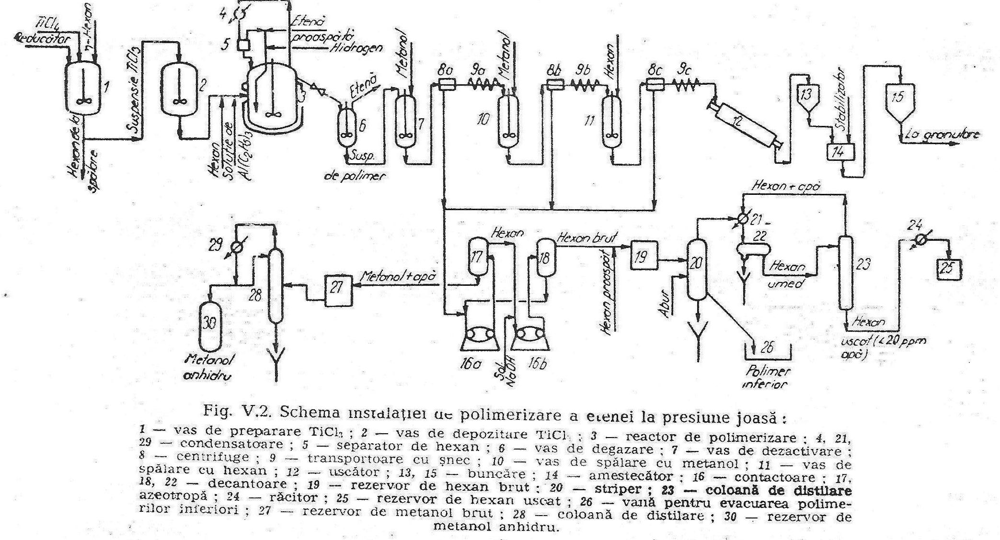 TiCl4
Reducător
n-Hexan
1
Hexan de la
spălare
Suspensie TiCl3
2
Hexan
Soluție de
Al(C2H5)3
4
5
Etenă
proaspătă
Hidrogen
3
Etenă
6
Susp.
de polimer
Metanol
7
8a
9a
Metanol
10
8b
9b
Hexan
11
8c
9c
12
13
Stabilizator
14
15
La granulare
29
28
30
Metanol
anhidru
27
Metanol + apă
17
Hexan
18
16a
Sol.
NaOH
16b
Hexan brut
Hexan proaspăt
19
Abur
20
21
22
Hexan + apă
Hexan
umed
23
24
25
Hexan
uscat (<20 ppm
apă)
26
Polimer
inferior
Fig. V.2. Schema instalației de polimerizare a etenei la presiune joasă :
1 — vas de preparare TiCl3 ; 2 — vas de depozitare TiCl ; 3 — reactor de polimerizare ; 4, 21,
29 — condensatoare ; 5 — separator de hexan ; 6 — vas de degazare ; 7 — vas de dezactivare ;
8 — centrifuge ; 9 — transportoare cu șnec ; 10 — vas de spălare cu metanol ; 11 — vas de
spălare cu hexan ; 12 — uscător ; 13, 15 — buncăre ; 14 — amestecător ; 16 — contactoare ; 17,
18, 22 — decantoare ; 19 — rezervor de hexan brut ; 20 — striper ; 23 — coloană de distilare
azeotropă ; 24 — răcitor ; 25 — rezervor de hexan uscat ; 26 — vană pentru evacuarea polime-
rilor inferiori ; 27 — rezervor de metanol brut ; 28 — coloană de distilare ; 30 — rezervor de
metanol anhidru.